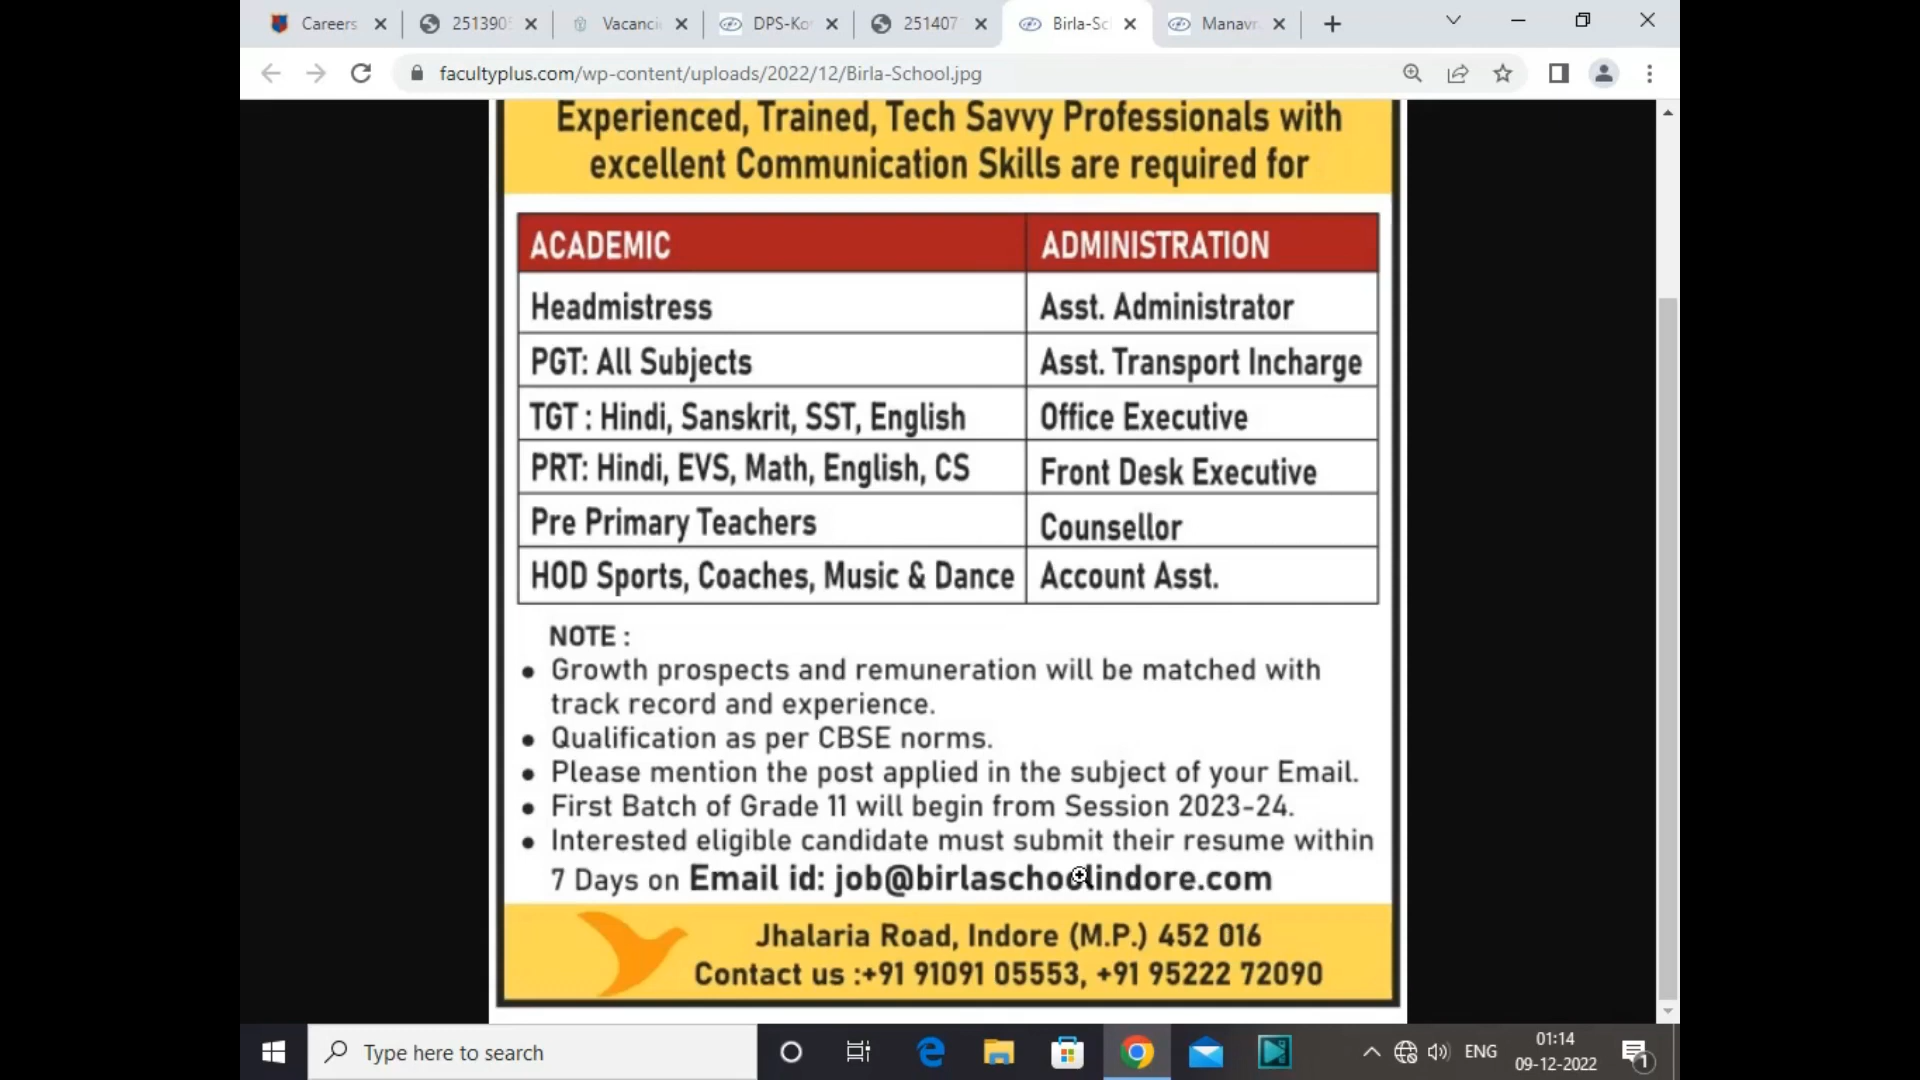 Careers
251390
Vacanci
DPS-Ko
251407
Birla-Sc
Manavr
facultyplus.com/wp-content/uploads/2022/12/Birla-School.jpg
Experienced, Trained, Tech Savvy Professionals with
excellent Communication Skills are required for
ACADEMIC ADMINISTRATION
Headmistress Asst. Administrator
PGT: All Subjects Asst. Transport Incharge
TGT : Hindi, Sanskrit, SST, English Office Executive
PRT: Hindi, EVS, Math, English, CS Front Desk Executive
Pre Primary Teachers Counsellor
HOD Sports, Coaches, Music & Dance Account Asst.
NOTE :
• Growth prospects and remuneration will be matched with
track record and experience.
• Qualification as per CBSE norms.
• Please mention the post applied in the subject of your Email.
• First Batch of Grade 11 will begin from Session 2023-24.
• Interested eligible candidate must submit their resume within
7 Days on Email id: job@birlaschoolindore.com
Jhalaria Road, Indore (M.P.) 452 016
Contact us :+91 91091 05553, +91 95222 72090
Type here to search
ENG
01:14
09-12-2022
1